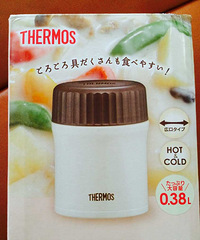 THERMOS
とろとろ具だくさんも食べやすい!
広口タイプ
HOT
&
COLD
たっぷり
大容量
0.38L
THERMOS